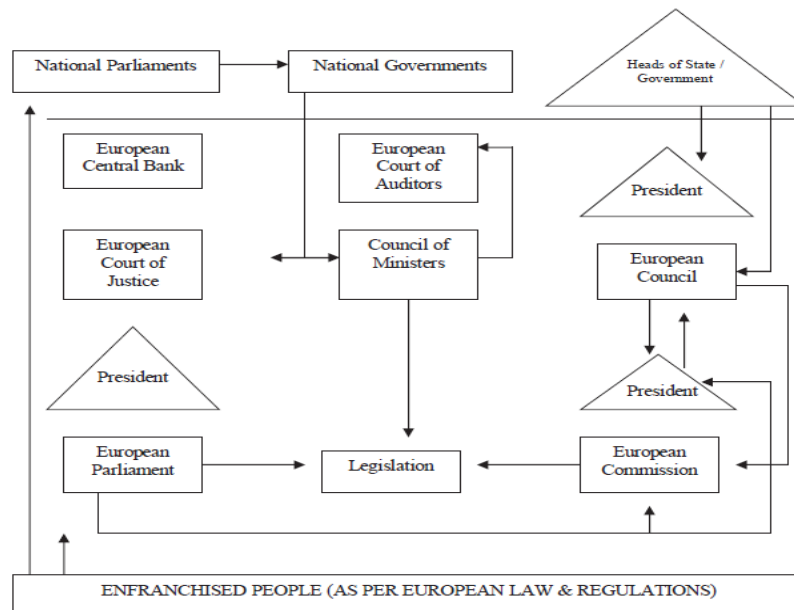 National Parliaments
National Governments
Heads of State /
Government
European
Central Bank
European
Court of
Auditors
President
European
Court of
Justice
Council of
Ministers
European
Council
President
President
European
Parliament
Legislation
European
Commission
ENFRANCHISED PEOPLE (AS PER EUROPEAN LAW & REGULATIONS)